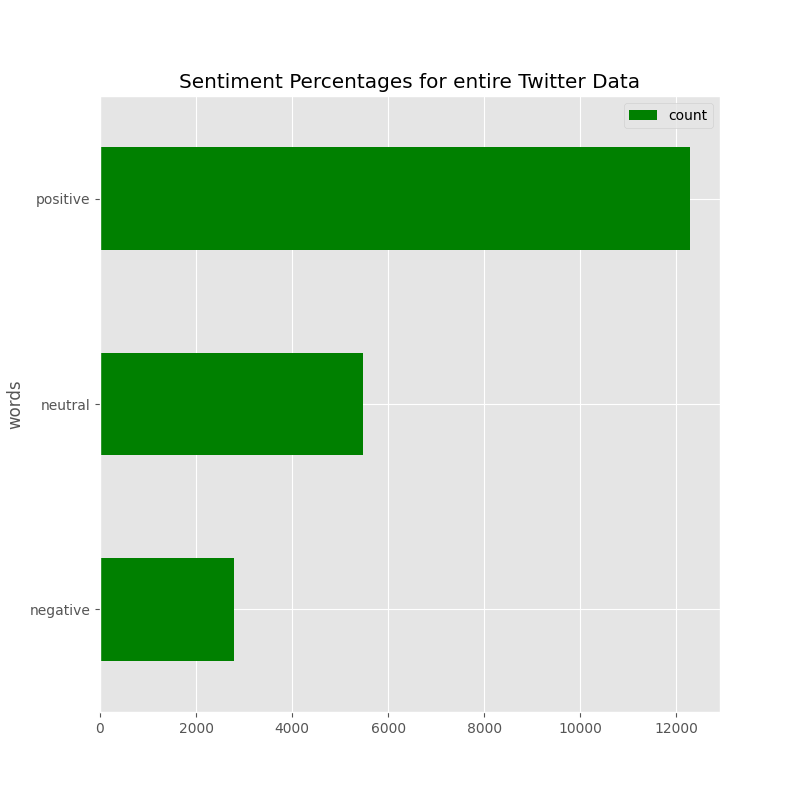 Sentiment Percentages for entire Twitter Data
count
positive
neutral
negative
words
0 2000 4000 6000 8000 10000 12000